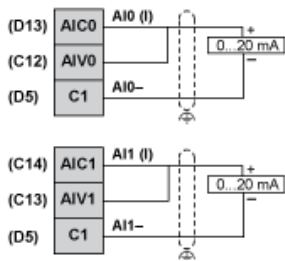 (D13) AIC0 AI0 (I) +
(C12) AIV0 0...20 mA
–
(D5) C1 AI0–
(C14) AIC1 AI1 (I) +
(C13) AIV1 0...20 mA
–
(D5) C1 AI1–